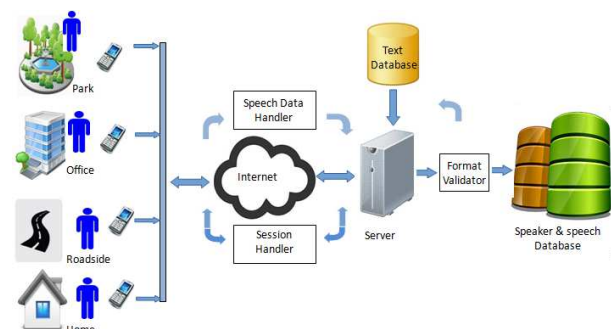 Park
Office
Roadside
Home
Speech Data
Handler
Internet
Session
Handler
Text
Database
Server
Format
Validator
Speaker & speech
Database